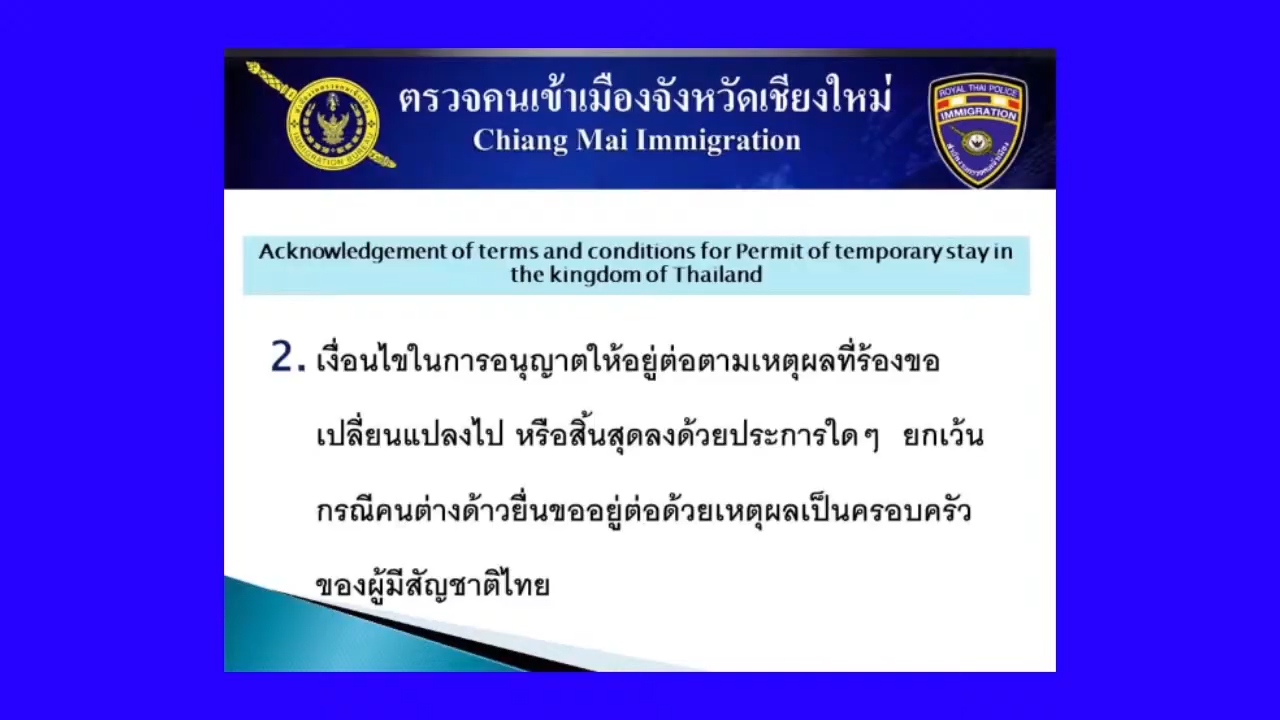 ตรวจคนเข้าเมืองจังหวัดเชียงใหม่
Chiang Mai Immigration
IMMIGRATION BUREAU
ROYAL THAI POLICE
IMMIGRATION
Acknowledgement of terms and conditions for Permit of temporary stay in
the kingdom of Thailand
2. เงื่อนไขในการอนุญาตให้อยู่ต่อตามเหตุผลที่ร้องขอ
เปลี่ยนแปลงไป หรือสิ้นสุดลงด้วยประการใดๆ ยกเว้น
กรณีคนต่างด้าวยื่นขออยู่ต่อด้วยเหตุผลเป็นครอบครัว
ของผู้มีสัญชาติไทย